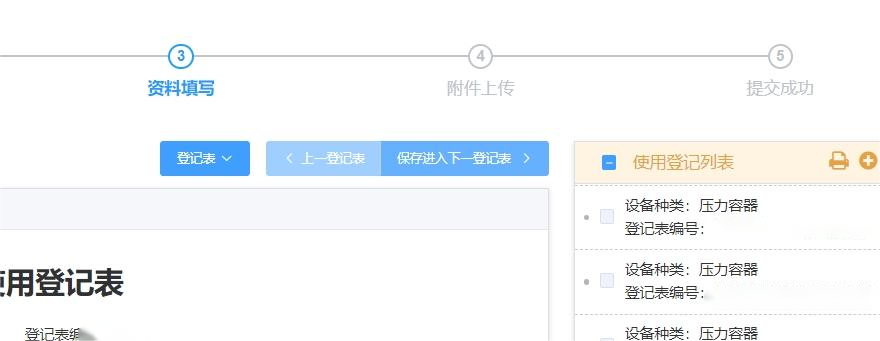 3
4
5
资料填写
附件上传
提交成功
登记表
上一登记表
保存进入下一登记表
使用登记列表
设备种类：压力容器
登记表编号：
设备种类：压力容器
登记表编号：
设备种类：压力容器
使用登记表
登记表编